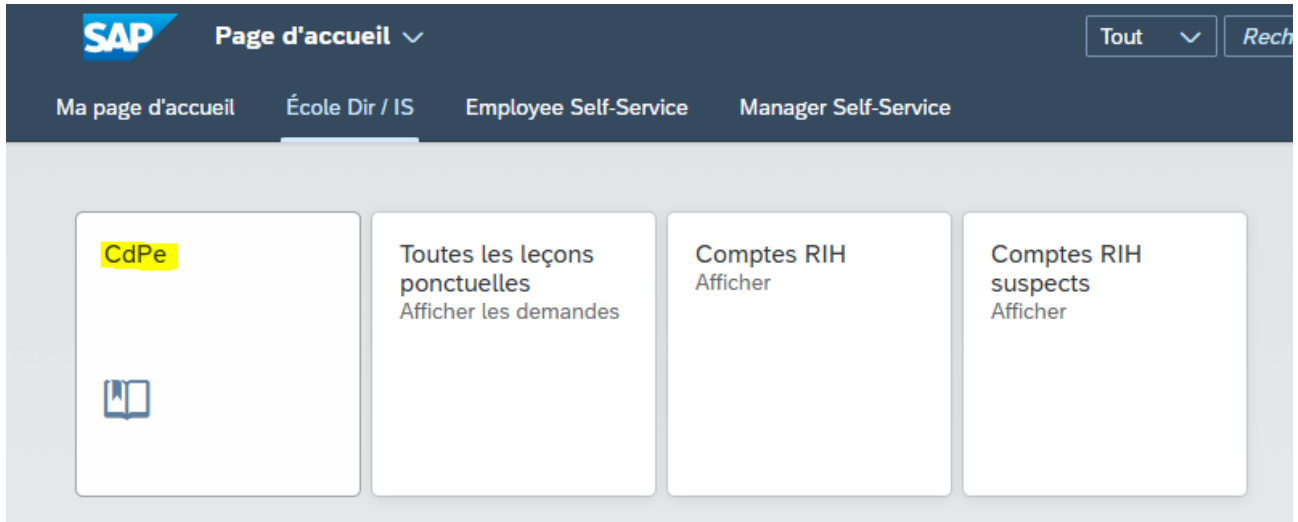 SAP Page d'accueil Tout Rech
Ma page d'accueil École Dir / IS Employee Self-Service Manager Self-Service
CdPe
Toutes les leçons
ponctuelles
Afficher les demandes
Comptes RIH
Afficher
Comptes RIH
suspects
Afficher